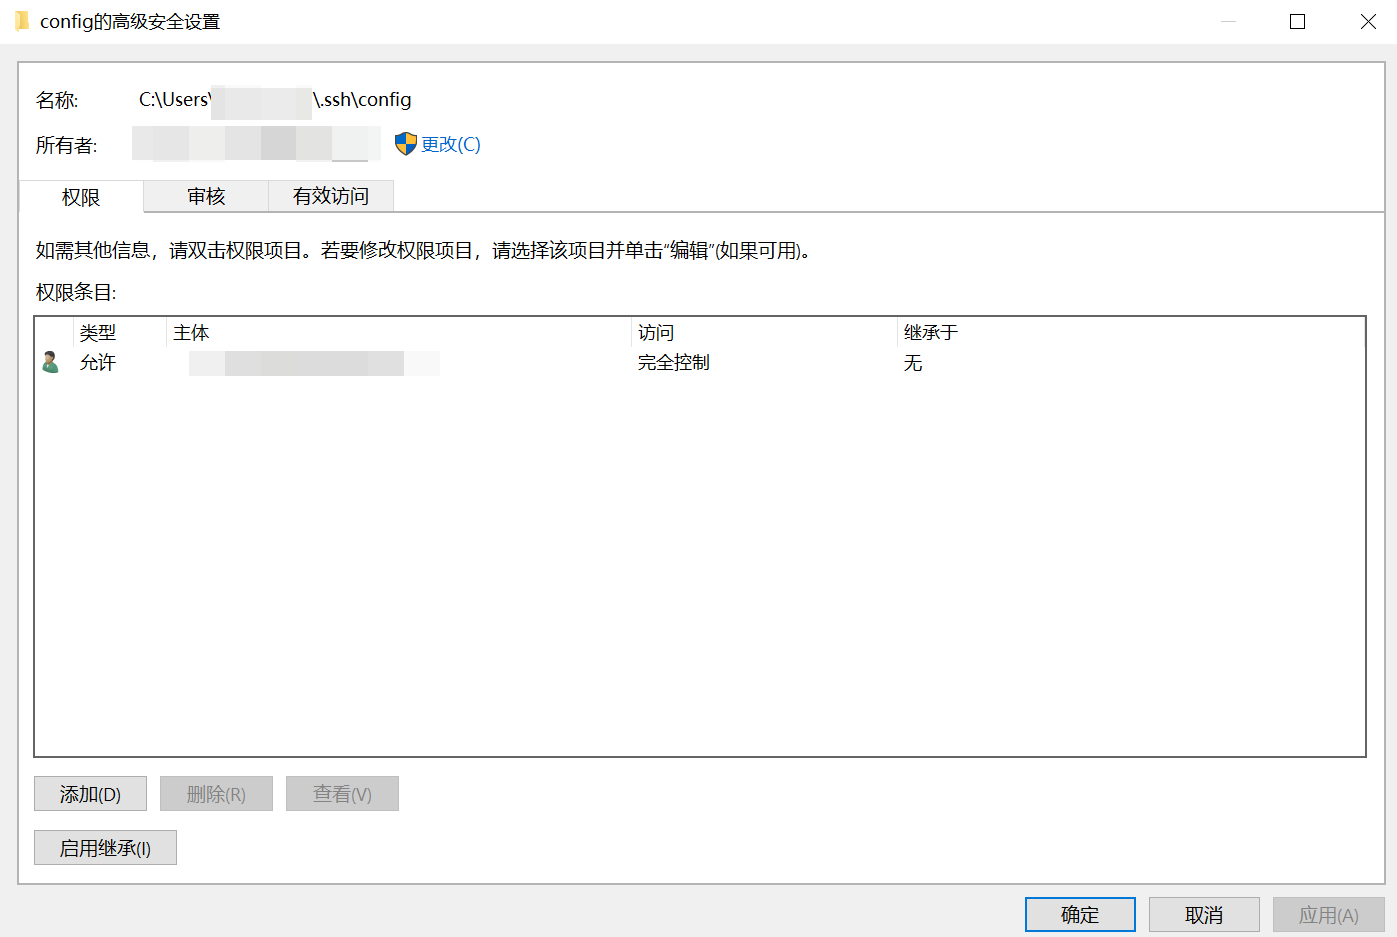 config的高级安全设置
名称: C:\Users\ \.ssh\config
所有者: 更改(C)
权限 审核 有效访问
如需其他信息，请双击权限项目。若要修改权限项目，请选择该项目并单击“编辑”(如果可用)。
权限条目:
类型 主体 访问 继承于
允许 完全控制 无
添加(D) 删除(R) 查看(V)
启用继承(I)
确定 取消 应用(A)